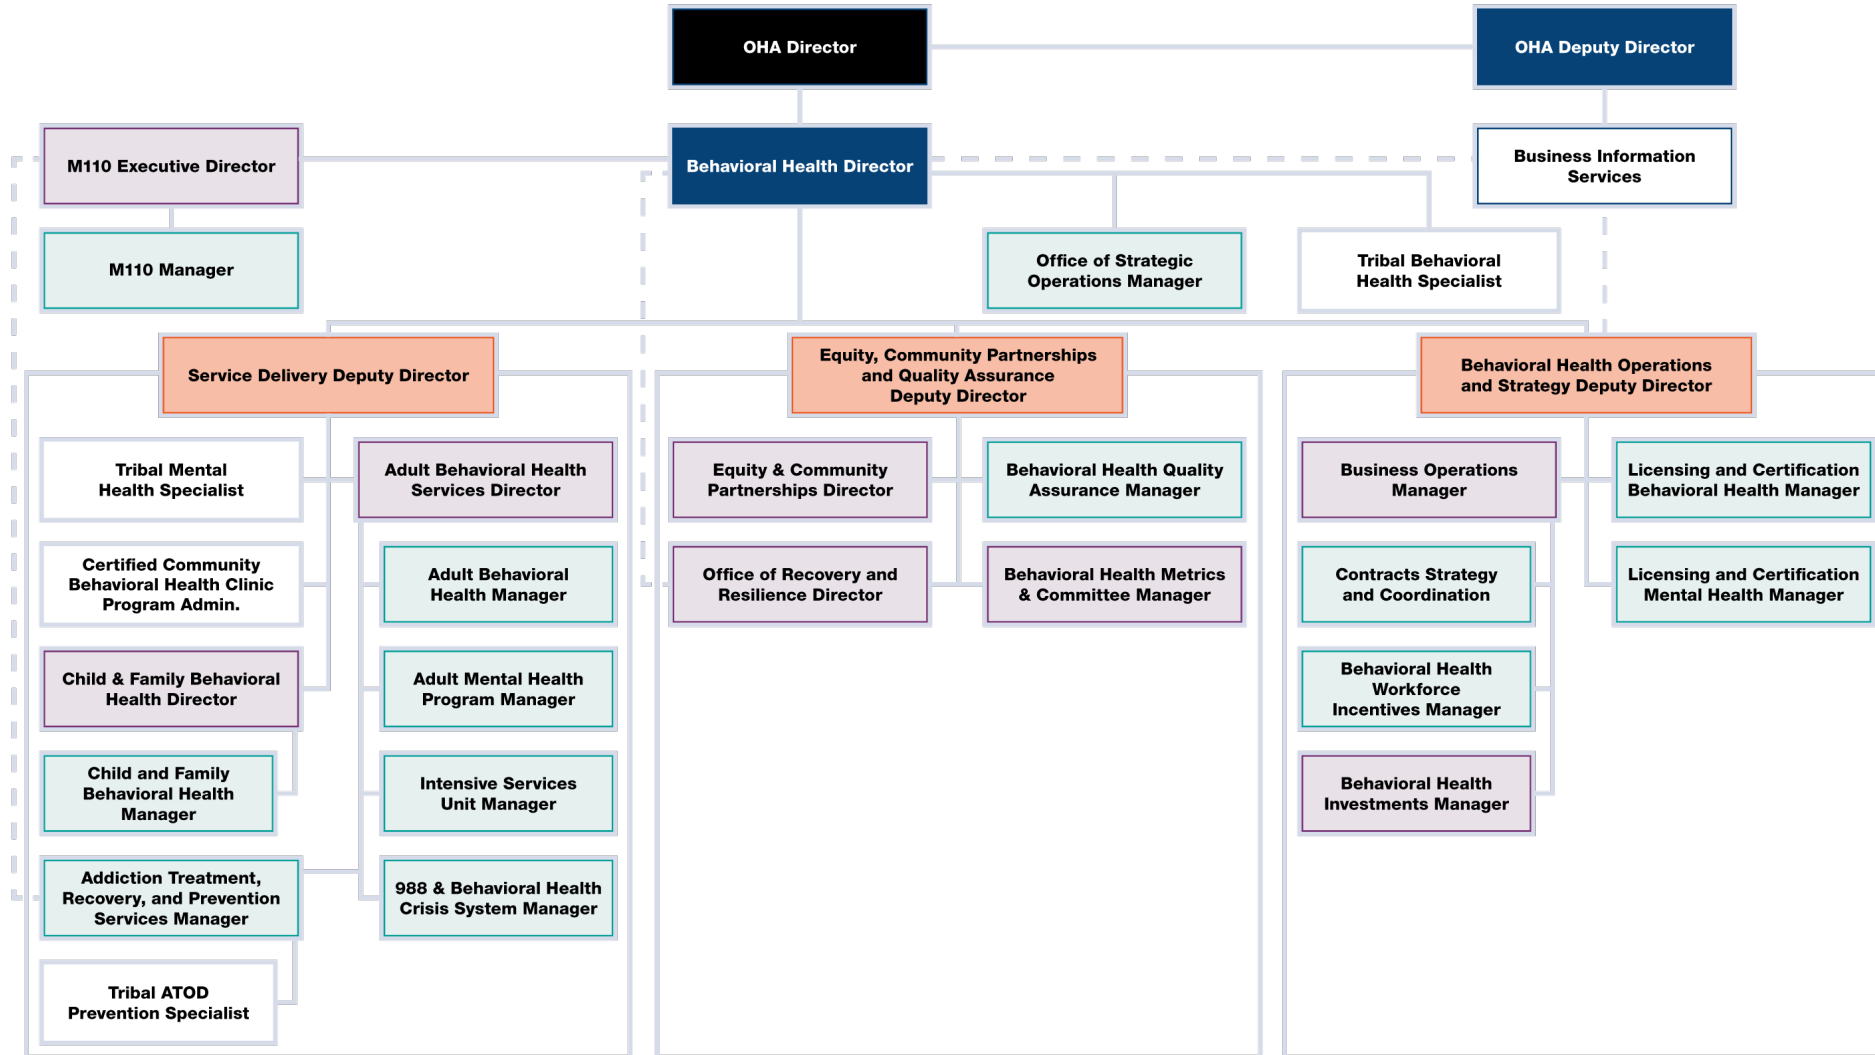 OHA Director
OHA Deputy Director
M110 Executive Director
Behavioral Health Director
Business Information
Services
M110 Manager
Office of Strategic
Operations Manager
Tribal Behavioral
Health Specialist
Service Delivery Deputy Director
Equity, Community Partnerships
and Quality Assurance
Deputy Director
Behavioral Health Operations
and Strategy Deputy Director
Tribal Mental
Health Specialist
Adult Behavioral Health
Services Director
Certified Community
Behavioral Health Clinic
Program Admin.
Adult Behavioral
Health Manager
Child & Family Behavioral
Health Director
Adult Mental Health
Program Manager
Child and Family
Behavioral Health
Manager
Intensive Services
Unit Manager
Addiction Treatment,
Recovery, and Prevention
Services Manager
988 & Behavioral Health
Crisis System Manager
Tribal ATOD
Prevention Specialist
Equity & Community
Partnerships Director
Behavioral Health Quality
Assurance Manager
Office of Recovery and
Resilience Director
Behavioral Health Metrics
& Committee Manager
Business Operations
Manager
Licensing and Certification
Behavioral Health Manager
Contracts Strategy
and Coordination
Licensing and Certification
Mental Health Manager
Behavioral Health
Workforce
Incentives Manager
Behavioral Health
Investments Manager